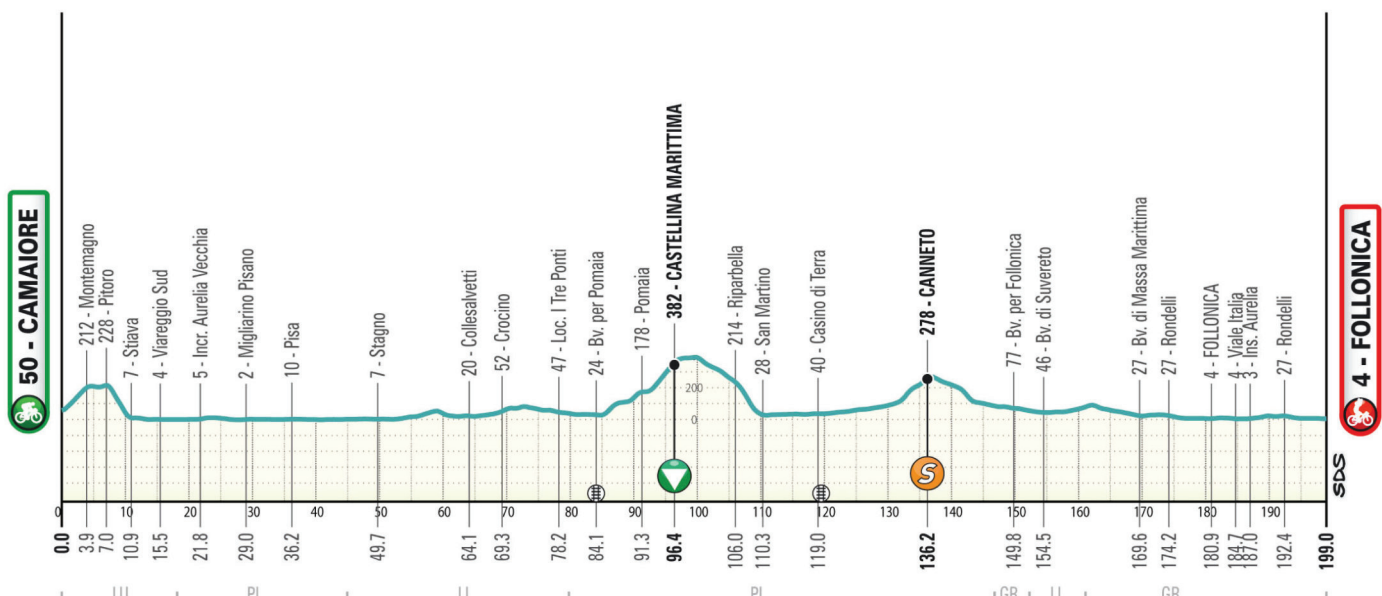 50 - CAMAIORE
212 - Montemagno
228 - Pitoro
7 - Stiava
4 - Viareggio Sud
5 - Incr. Aurelia Vecchia
2 - Migliarino Pisano
10 - Pisa
7 - Stagno
20 - Collesalvetti
52 - Crocino
47 - Loc. I Tre Ponti
24 - Bv. per Pomaia
178 - Pomaia
382 - CASTELLINA MARITTIMA
214 - Riparbella
28 - San Martino
40 - Casino di Terra
278 - CANNETO
77 - Bv. per Follonica
46 - Bv. di Suvereto
27 - Bv. di Massa Marittima
27 - Rondelli
4 - FOLLONICA
4 - Viale Italia
3 - Ins. Aurelia
27 - Rondelli
4 - FOLLONICA
200
0
S
SDS
0 10 20 30 40 50 60 70 80 90 100 110 120 130 140 150 160 170 180 190
0.0 3.9 7.0 10.9 15.5 21.8 29.0 36.2 49.7 64.1 69.3 78.2 84.1 91.3 96.4 106.0 110.3 119.0 136.2 149.8 154.5 169.6 174.2 180.9 184.7 187.0 192.4 199.0
LU PI LI PI GR LI GR